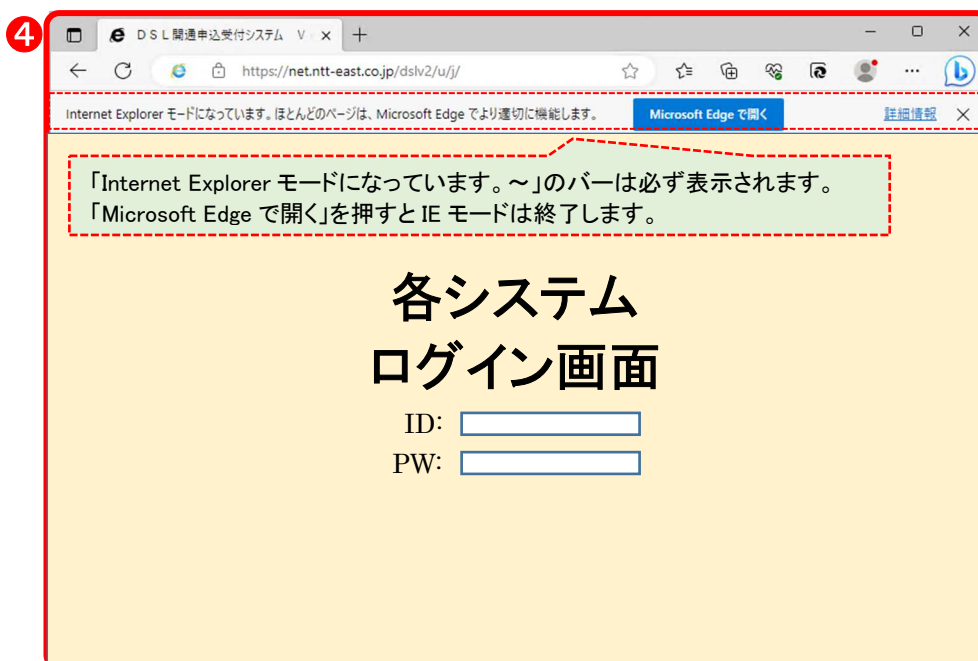 4
DSL開通申込受付システム V
https://net.ntt-east.co.jp/dslv2/u/j/
Internet Explorer モードになっています。ほとんどのページは、Microsoft Edge でより適切に機能します。 Microsoft Edge で開く 詳細情報
「Internet Explorer モードになっています。～」のバーは必ず表示されます。
「Microsoft Edge で開く」を押すと IE モードは終了します。
各システム
ログイン画面
ID:
PW: